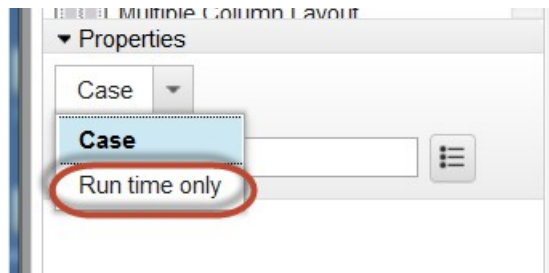 Multiple Column Layout
Properties
Case
Case
Run time only